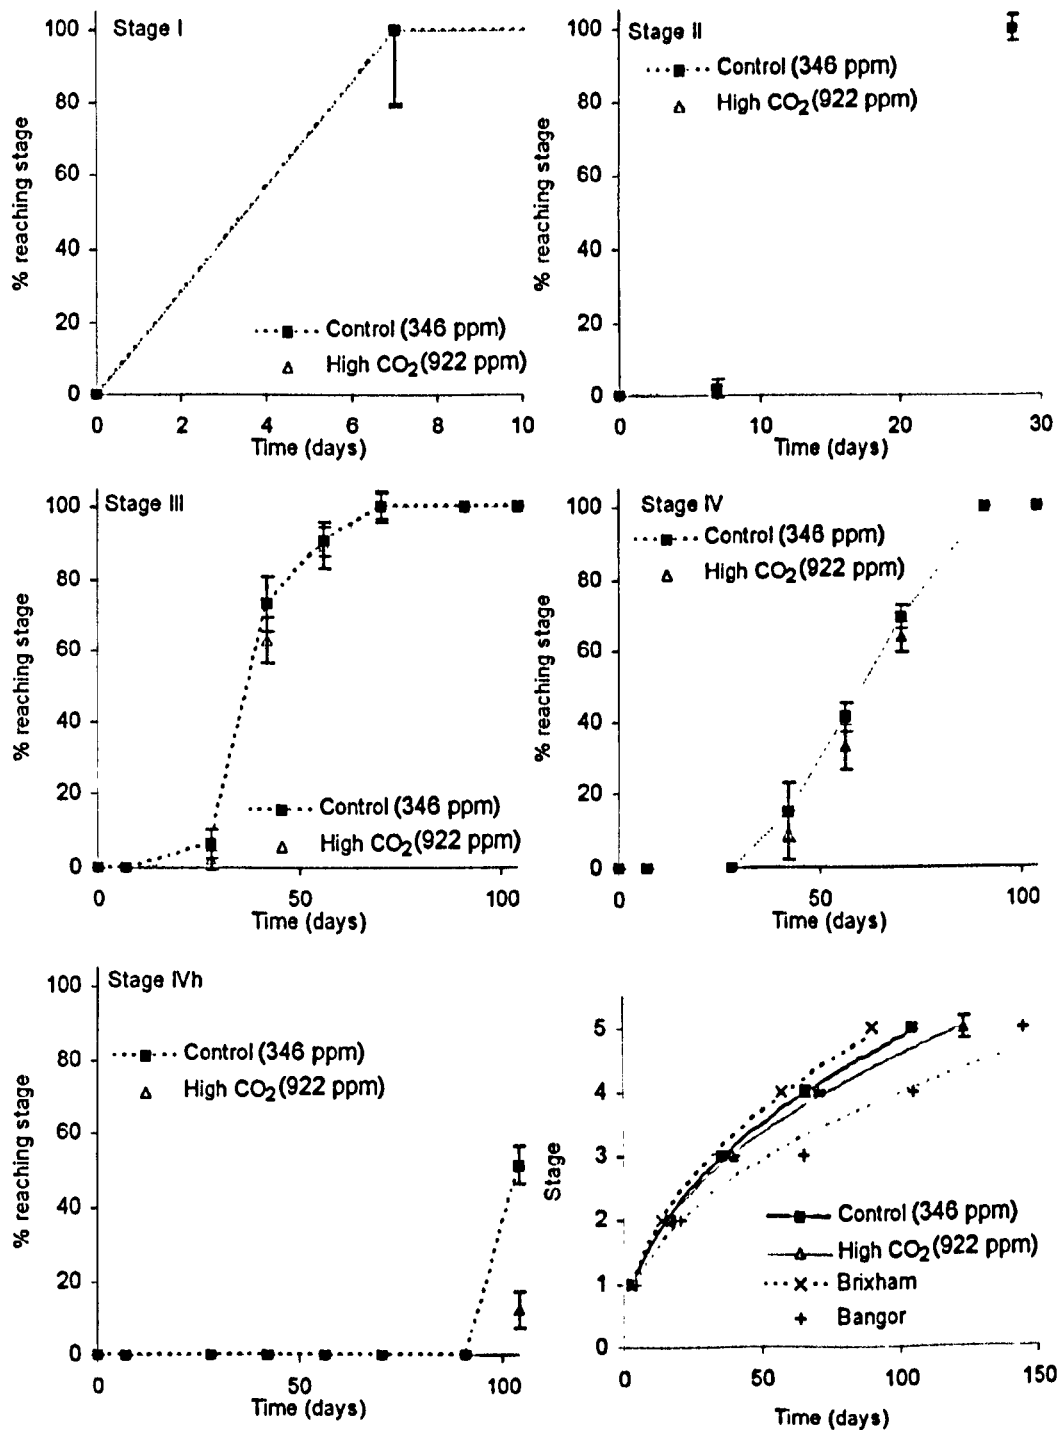 Stage I
100
80
60
40
20
0
% reaching stage
Control (346 ppm)
High CO2 (922 ppm)
0 2 4 6 8 10
Time (days)
Stage II
Control (346 ppm)
High CO2 (922 ppm)
100
80
60
40
20
0
% reaching stage
0 10 20 30
Time (days)
Stage III
100
80
60
40
20
0
% reaching stage
Control (346 ppm)
High CO2 (922 ppm)
0 50 100
Time (days)
Stage IV
Control (346 ppm)
High CO2 (922 ppm)
100
80
60
40
20
0
% reaching stage
0 50 100
Time (days)
Stage IVh
Control (346 ppm)
High CO2 (922 ppm)
100
80
60
40
20
0
% reaching stage
0 50 100
Time (days)
5
4
3
2
1
0
Stage
Control (346 ppm)
High CO2 (922 ppm)
Brixham
Bangor
0 50 100 150
Time (days)